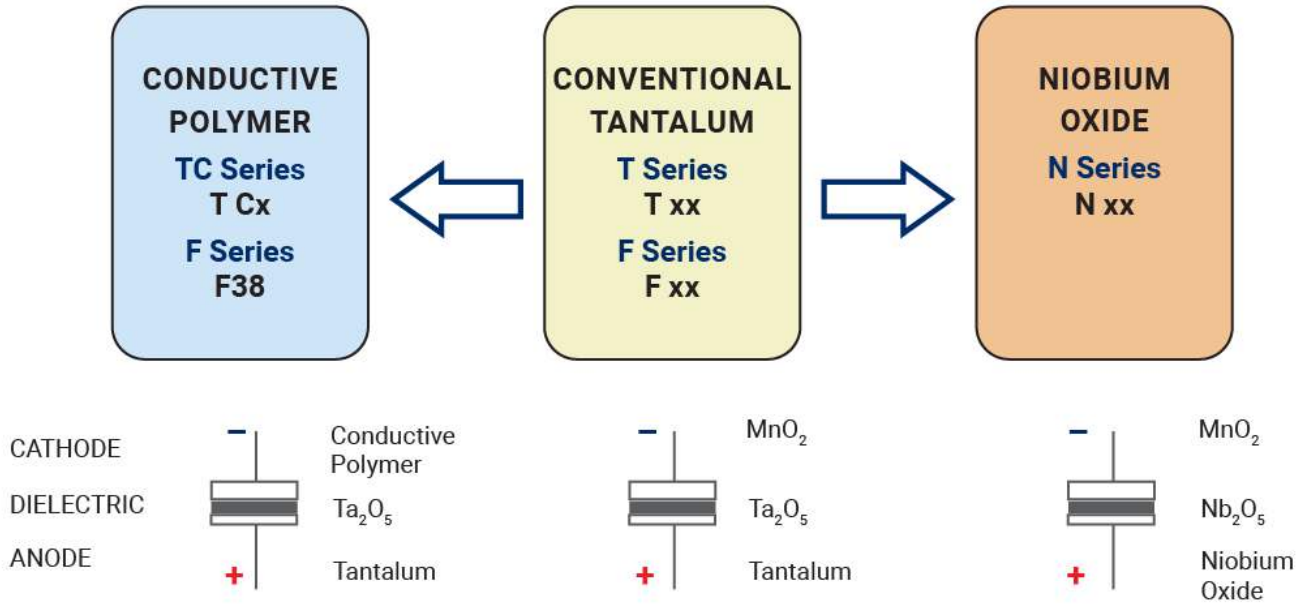 CONDUCTIVE
POLYMER
TC Series
T Cx
F Series
F38
CONVENTIONAL
TANTALUM
T Series
T xx
F Series
F xx
NIOBIUM
OXIDE
N Series
N xx
CATHODE
DIELECTRIC
ANODE
−
Conductive
Polymer
Ta₂O₅
+
Tantalum
−
MnO₂
Ta₂O₅
+
Tantalum
−
MnO₂
Nb₂O₅
+
Niobium
Oxide